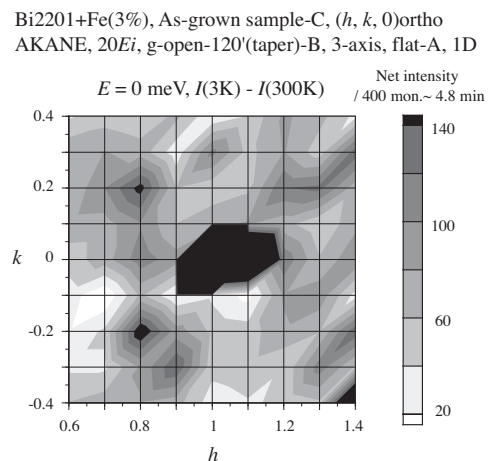 Bi2201+Fe(3%), As-grown sample-C, (h, k, 0)ortho
AKANE, 20Ei, g-open-120'(taper)-B, 3-axis, flat-A, 1D
E = 0 meV, I(3K) - I(300K)
Net intensity
/ 400 mon.~ 4.8 min
0.4
0.2
0
-0.2
-0.4
k
0.6
0.8
1
1.2
1.4
h
140
100
60
20